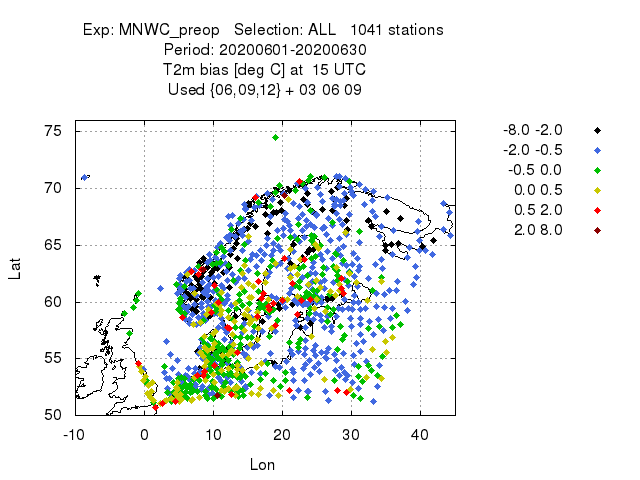 Exp: MNWC_preop   Selection: ALL   1041 stations
Period: 20200601-20200630
T2m bias [deg C] at  15 UTC
Used {06,09,12} + 03 06 09
-8.0 -2.0
-2.0 -0.5
-0.5 0.0
0.0 0.5
0.5 2.0
2.0 8.0
75
70
65
60
55
50
Lat
-10 0 10 20 30 40
Lon